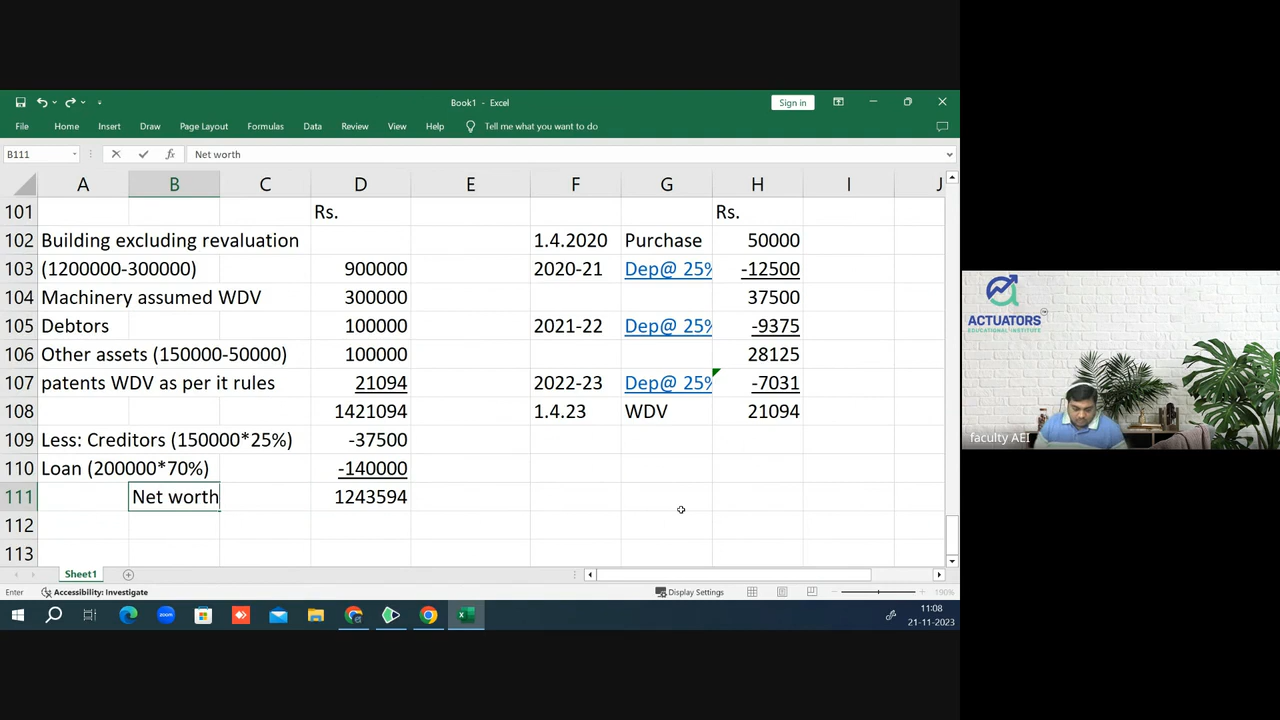 Book1 - Excel
Sign in
File Home Insert Draw Page Layout Formulas Data Review View Help Tell me what you want to do
B111 fx Net worth
A B C D E F G H I J
101 Rs. Rs.
102 Building excluding revaluation 1.4.2020 Purchase 50000
103 (1200000-300000) 900000 2020-21 Dep@ 25% -12500
104 Machinery assumed WDV 300000 37500
105 Debtors 100000 2021-22 Dep@ 25% -9375
106 Other assets (150000-50000) 100000 28125
107 patents WDV as per it rules 21094 2022-23 Dep@ 25% -7031
108 1421094 1.4.23 WDV 21094
109 Less: Creditors (150000*25%) -37500
110 Loan (200000*70%) -140000
111 Net worth 1243594
112
113
Sheet1
Enter Accessibility: Investigate Display Settings 190%
zoom
11:08
21-11-2023
ACTUATORS
EDUCATIONAL INSTITUTE
TM
faculty AEI